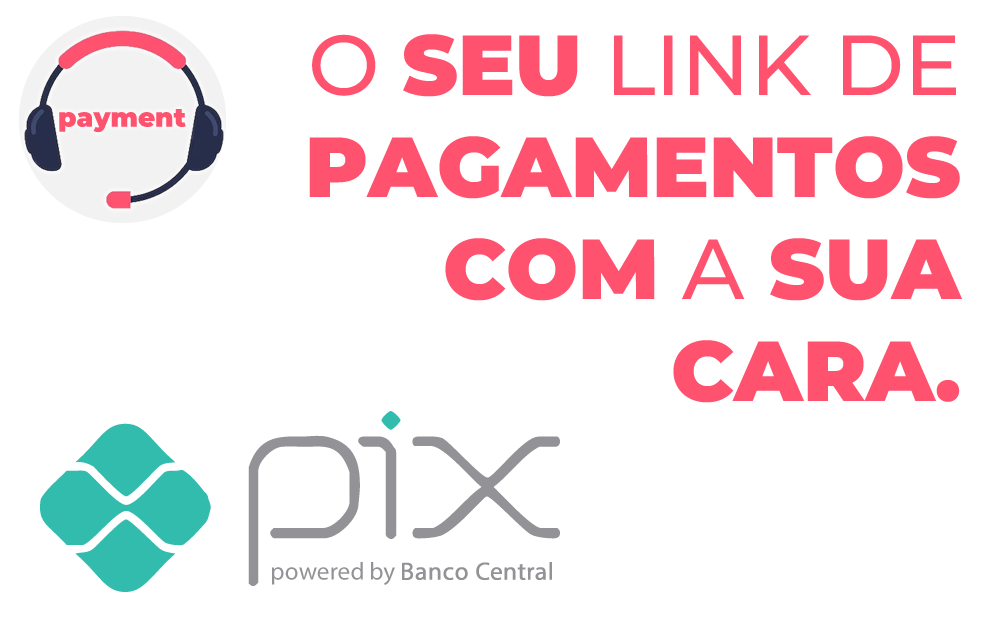 payment
O SEU LINK DE
PAGAMENTOS
COM A SUA
CARA.
pix
powered by Banco Central